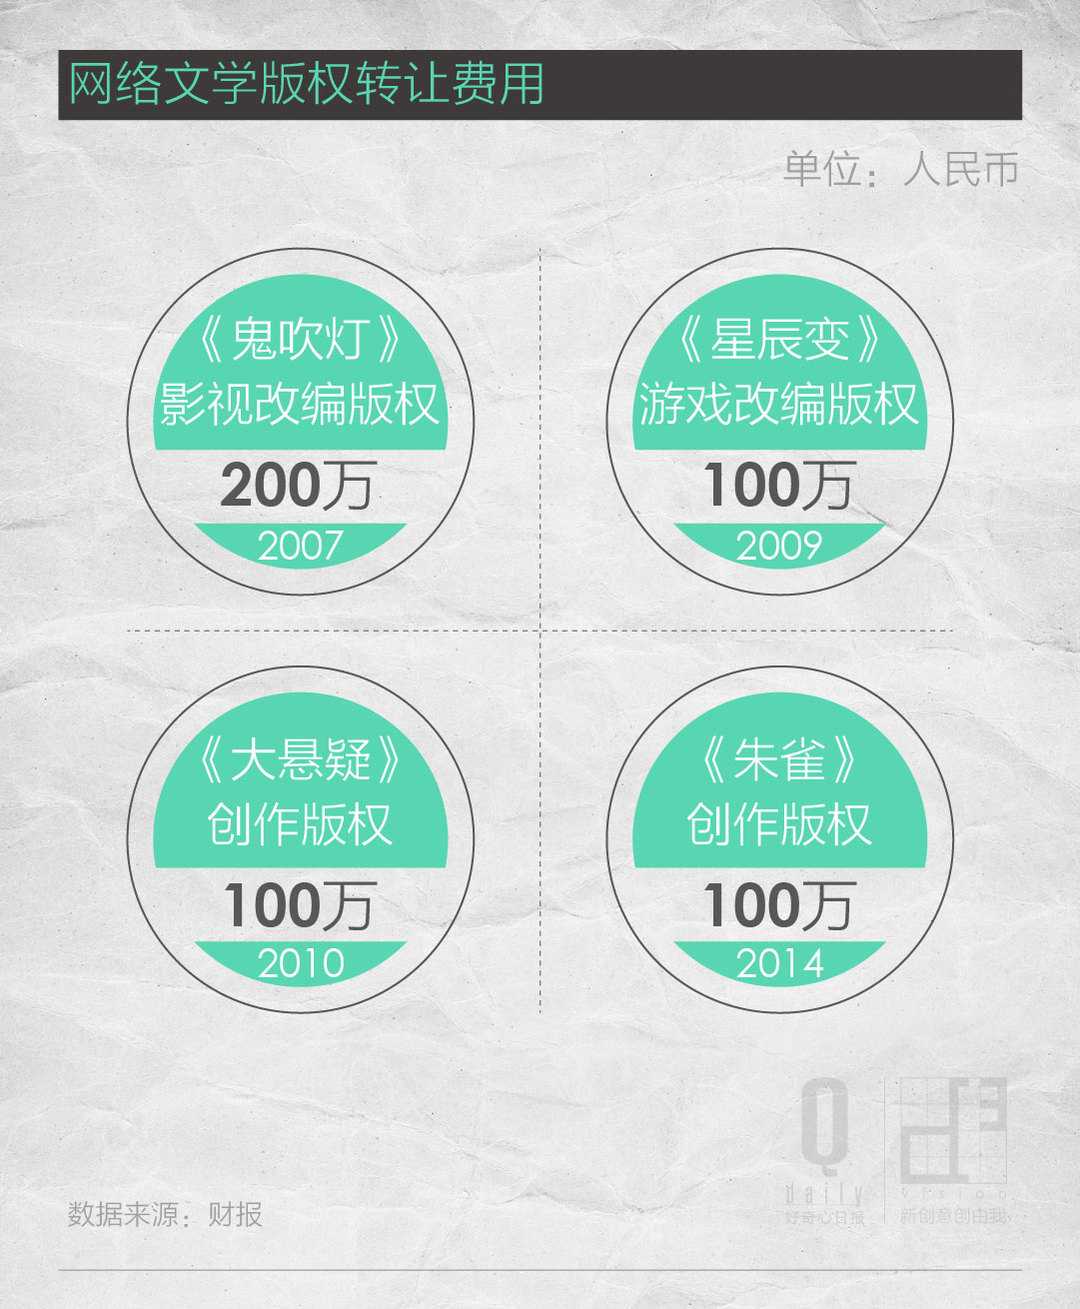 网络文学版权转让费用
单位：人民币
《鬼吹灯》
影视改编版权
200万
2007
《星辰变》
游戏改编版权
100万
2009
《大悬疑》
创作版权
100万
2010
《朱雀》
创作版权
100万
2014
Q
daily
好奇心日报
vision
新创意创由我
数据来源：财报